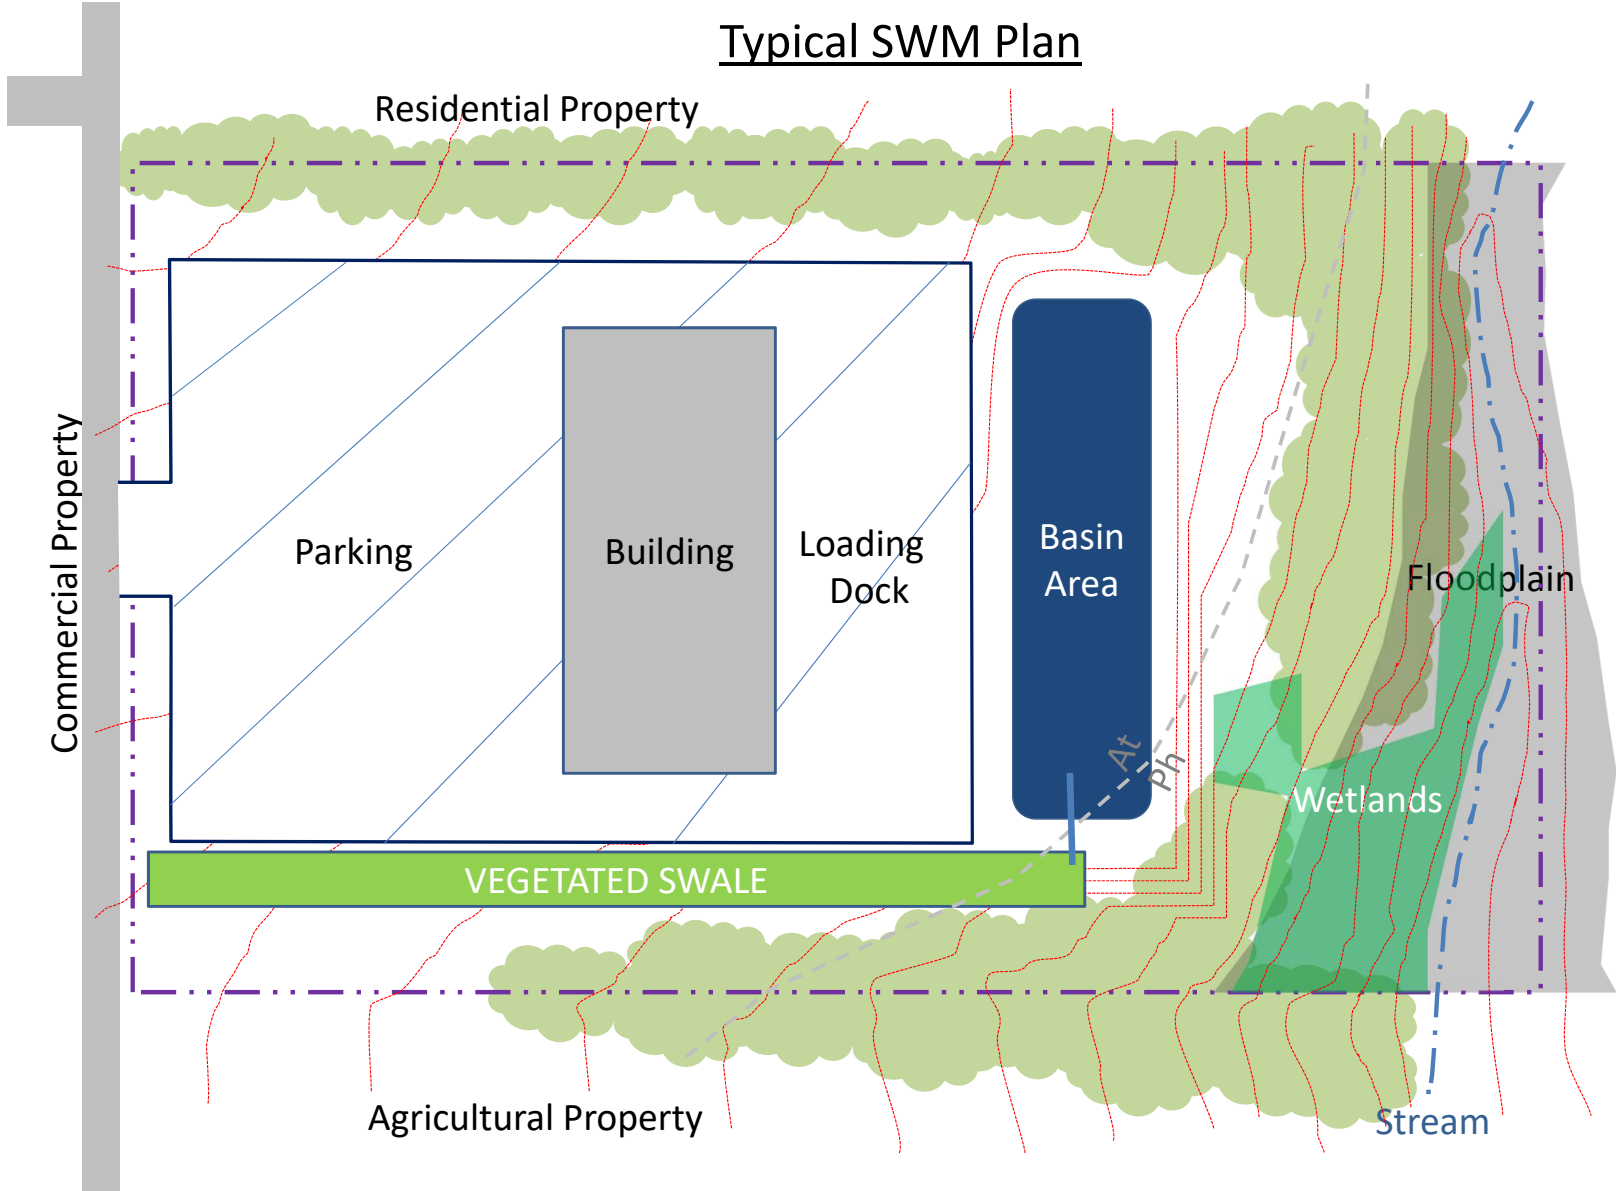 Typical SWM Plan
Residential Property
Commercial Property
Parking
Building
Loading
Dock
Basin
Area
Floodplain
At
Ph
Wetlands
VEGETATED SWALE
Agricultural Property
Stream